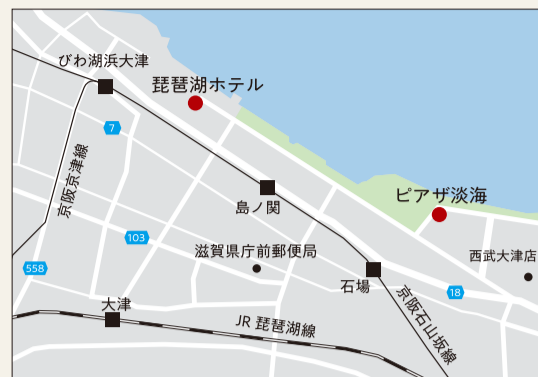 びわ湖浜大津
琵琶湖ホテル
7
京阪京津線
島ノ関
ピアザ淡海
103
滋賀県庁前郵便局
西武大津店
558
石場
18
大津
JR 琵琶湖線
京阪石山坂線